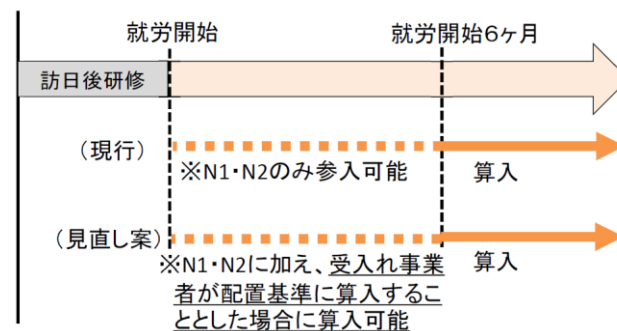 就労開始 就労開始6ヶ月
訪日後研修
（現行）
※N1・N2のみ参入可能 算入
（見直し案）
※N1・N2に加え、受入れ事業 算入
者が配置基準に算入するこ
ととした場合に算入可能